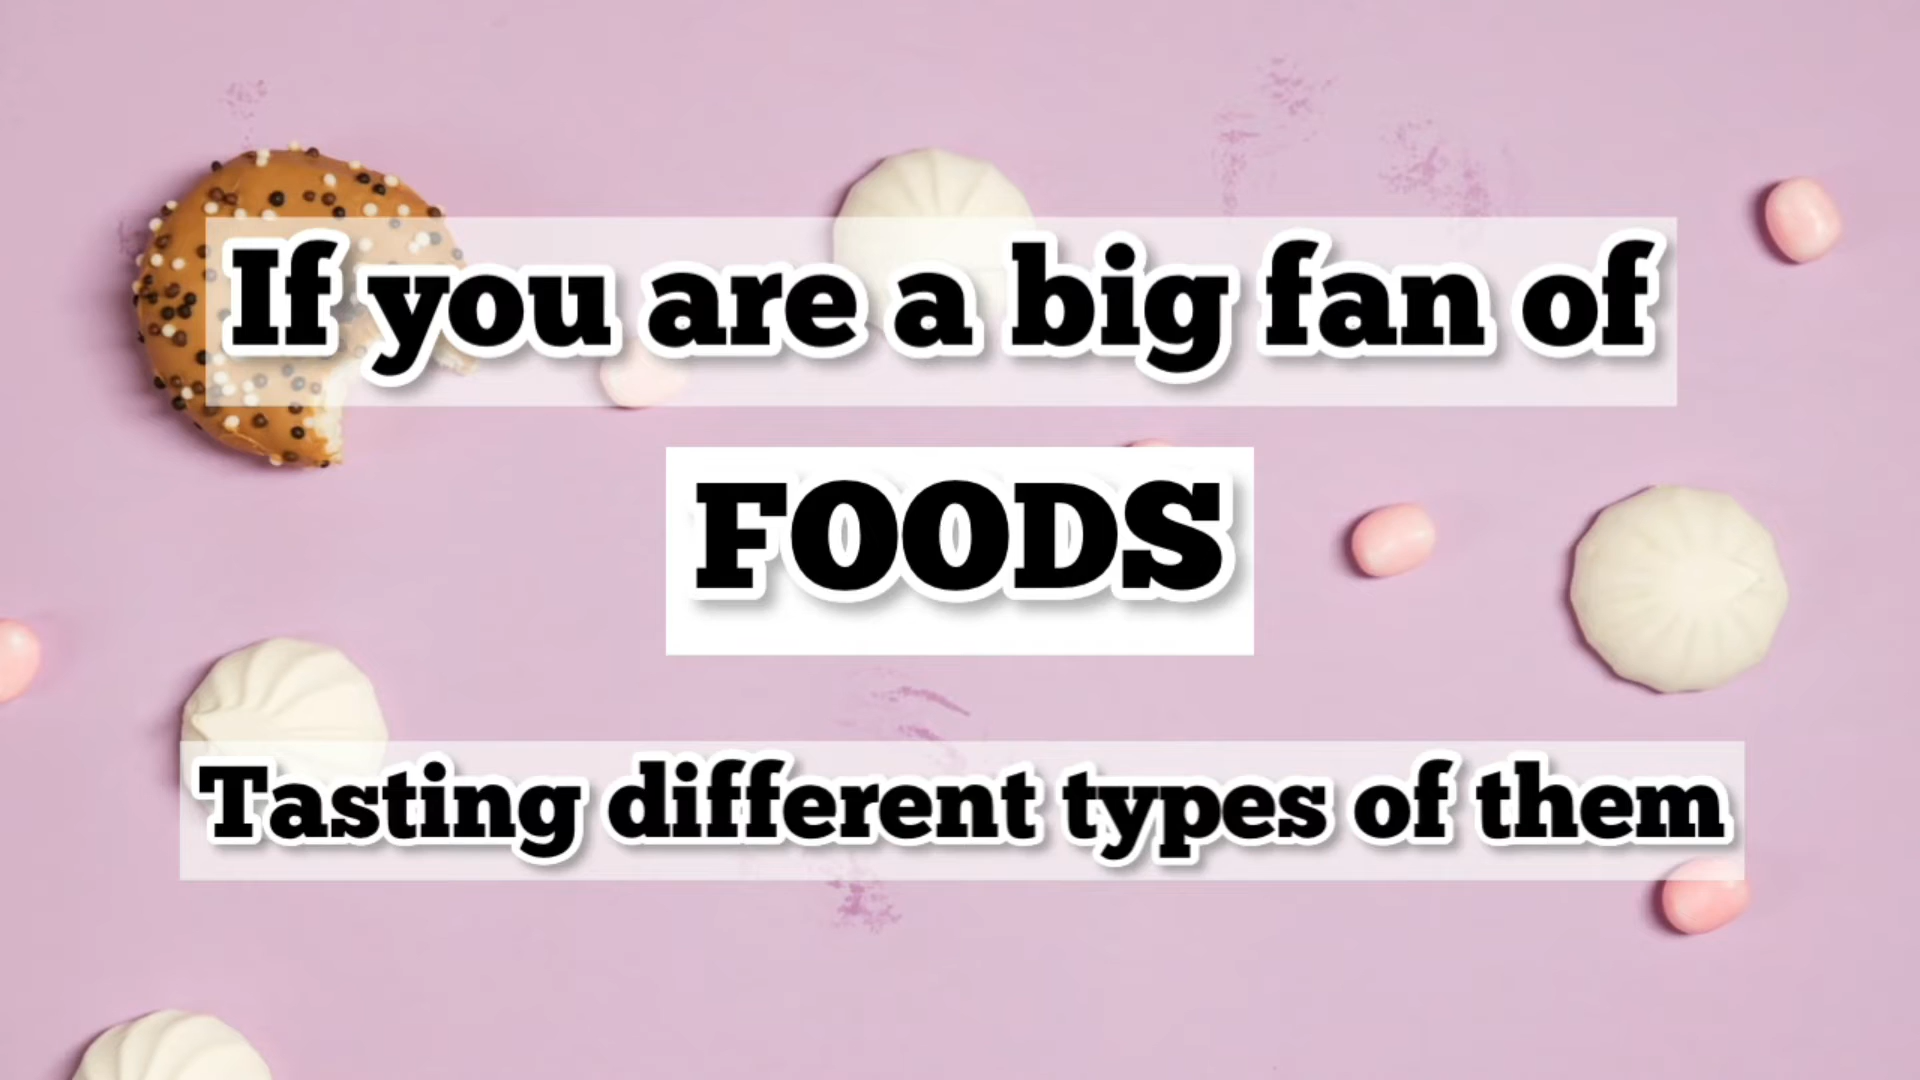 If you are a big fan of
FOODS
Tasting different types of them